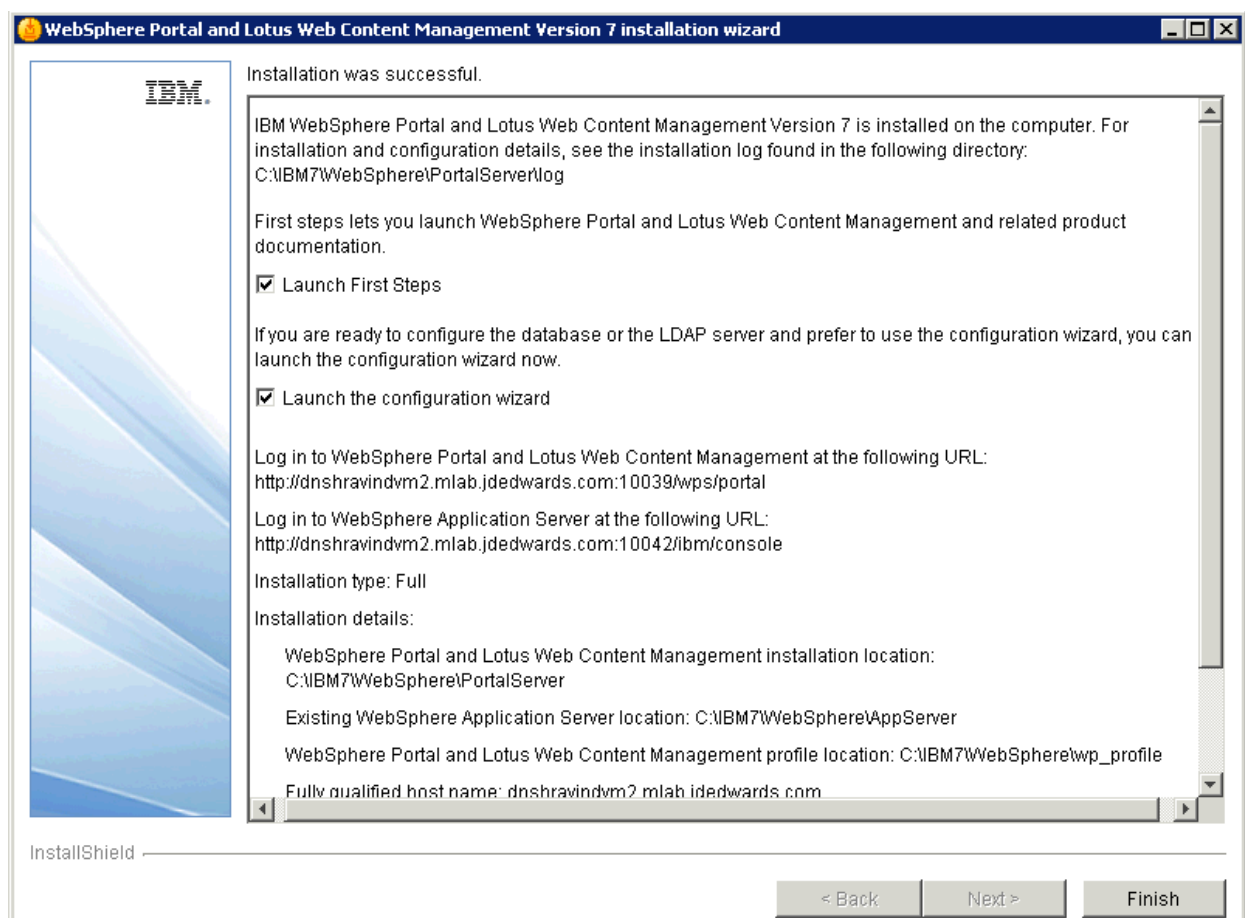 WebSphere Portal and Lotus Web Content Management Version 7 installation wizard
IBM.
Installation was successful.
IBM WebSphere Portal and Lotus Web Content Management Version 7 is installed on the computer. For
installation and configuration details, see the installation log found in the following directory:
C:\IBM7\WebSphere\PortalServer\log
First steps lets you launch WebSphere Portal and Lotus Web Content Management and related product
documentation.
Launch First Steps
If you are ready to configure the database or the LDAP server and prefer to use the configuration wizard, you can
launch the configuration wizard now.
Launch the configuration wizard
Log in to WebSphere Portal and Lotus Web Content Management at the following URL:
http://dnshravindvm2.mlab.jdedwards.com:10039/wps/portal
Log in to WebSphere Application Server at the following URL:
http://dnshravindvm2.mlab.jdedwards.com:10042/ibm/console
Installation type: Full
Installation details:
WebSphere Portal and Lotus Web Content Management installation location:
C:\IBM7\WebSphere\PortalServer
Existing WebSphere Application Server location: C:\IBM7\WebSphere\AppServer
WebSphere Portal and Lotus Web Content Management profile location: C:\IBM7\WebSphere\wp_profile
Fully qualified host name: dnshravindvm2.mlab.jdedwards.com
InstallShield
< Back
Next >
Finish